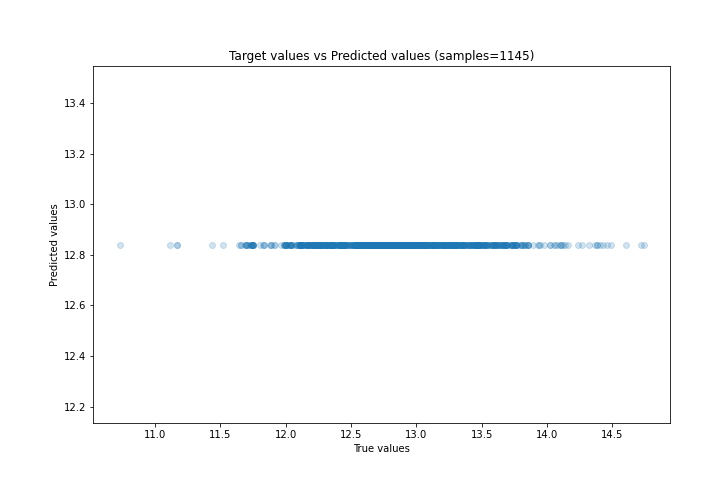 Target values vs Predicted values (samples=1145)
Predicted values
13.4
13.2
13.0
12.8
12.6
12.4
12.2
11.0 11.5 12.0 12.5 13.0 13.5 14.0 14.5
True values